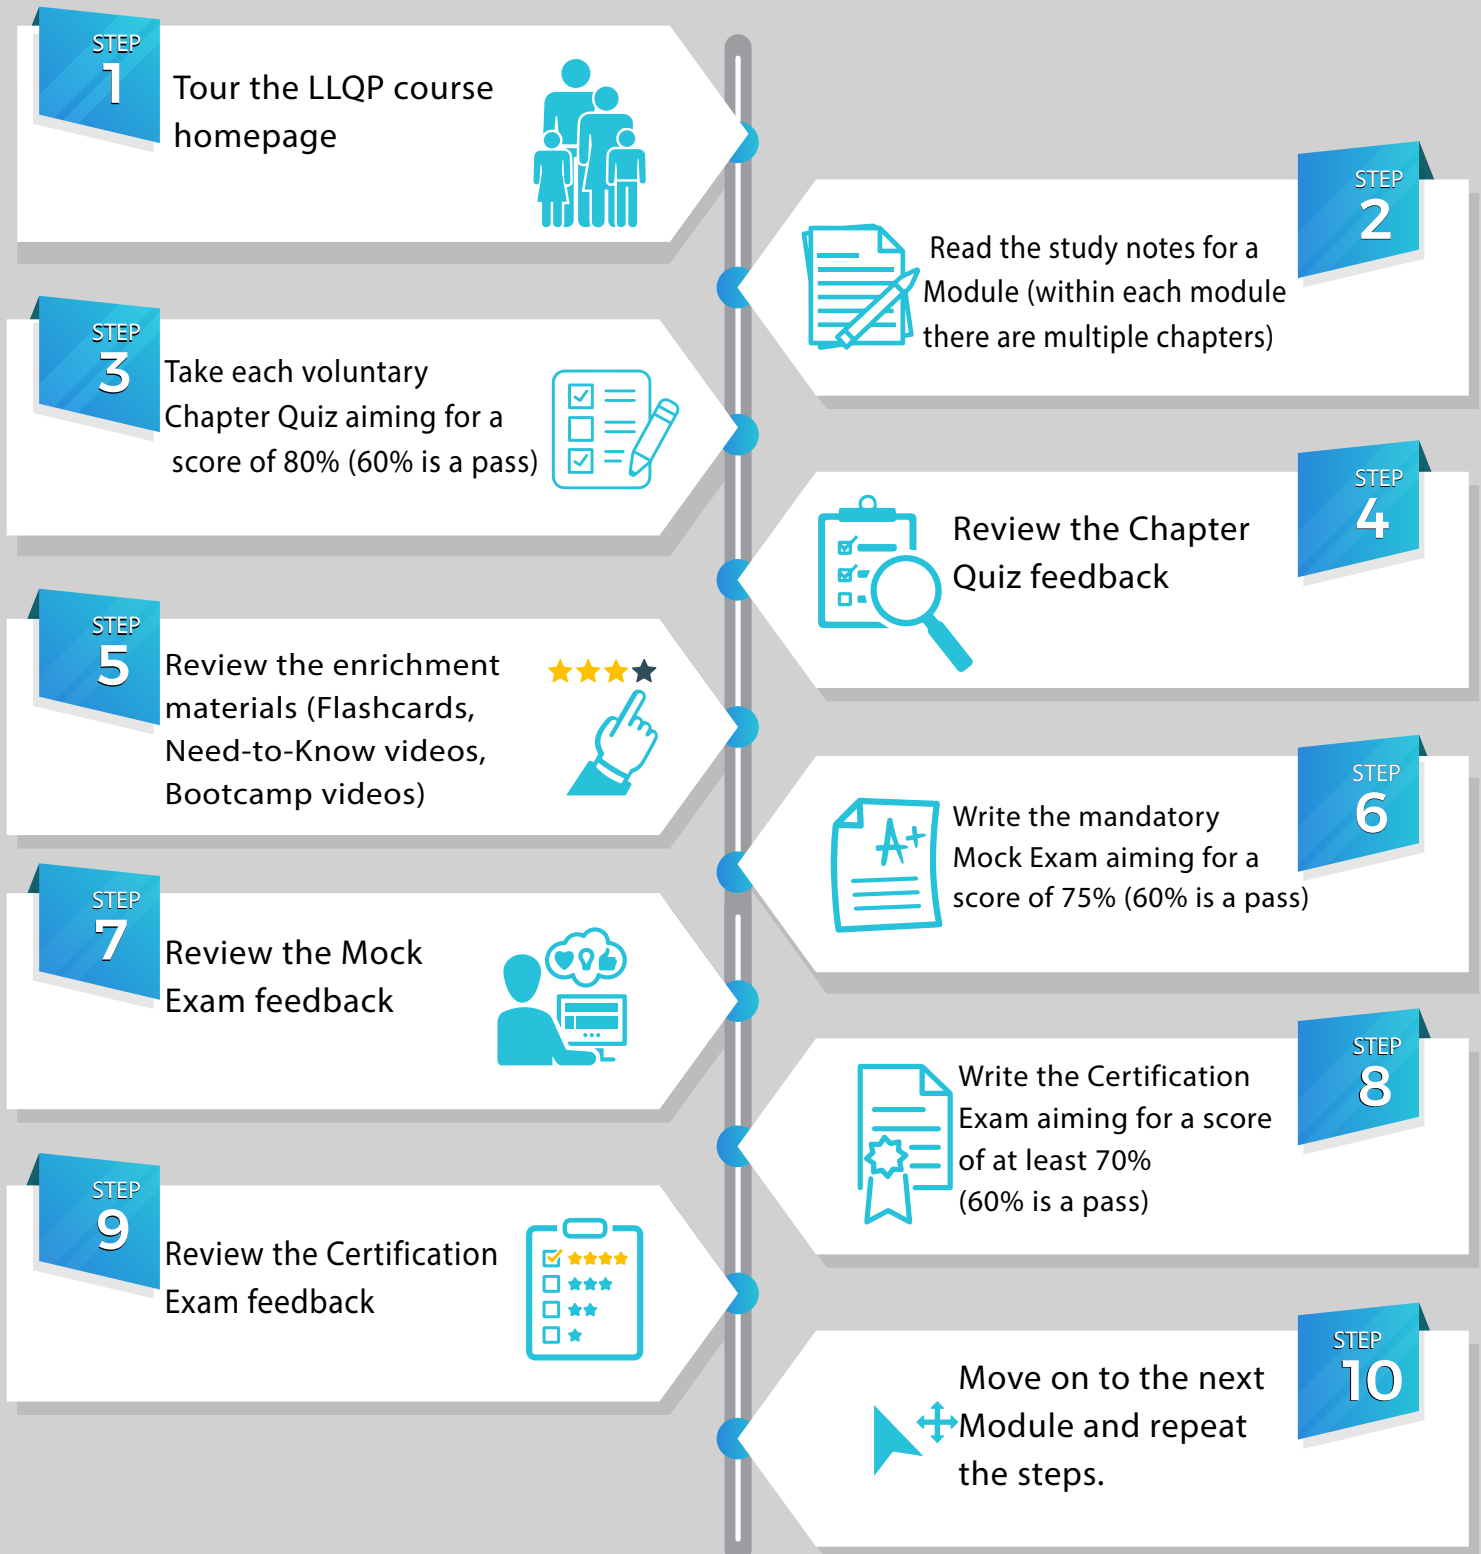 STEP
1
Tour the LLQP course
homepage
STEP
2
Read the study notes for a
Module (within each module
there are multiple chapters)
STEP
3
Take each voluntary
Chapter Quiz aiming for a
score of 80% (60% is a pass)
STEP
4
Review the Chapter
Quiz feedback
STEP
5
Review the enrichment
materials (Flashcards,
Need-to-Know videos,
Bootcamp videos)
STEP
6
A+
Write the mandatory
Mock Exam aiming for a
score of 75% (60% is a pass)
STEP
7
Review the Mock
Exam feedback
STEP
8
Write the Certification
Exam aiming for a score
of at least 70%
(60% is a pass)
STEP
9
Review the Certification
Exam feedback
STEP
10
Move on to the next
Module and repeat
the steps.